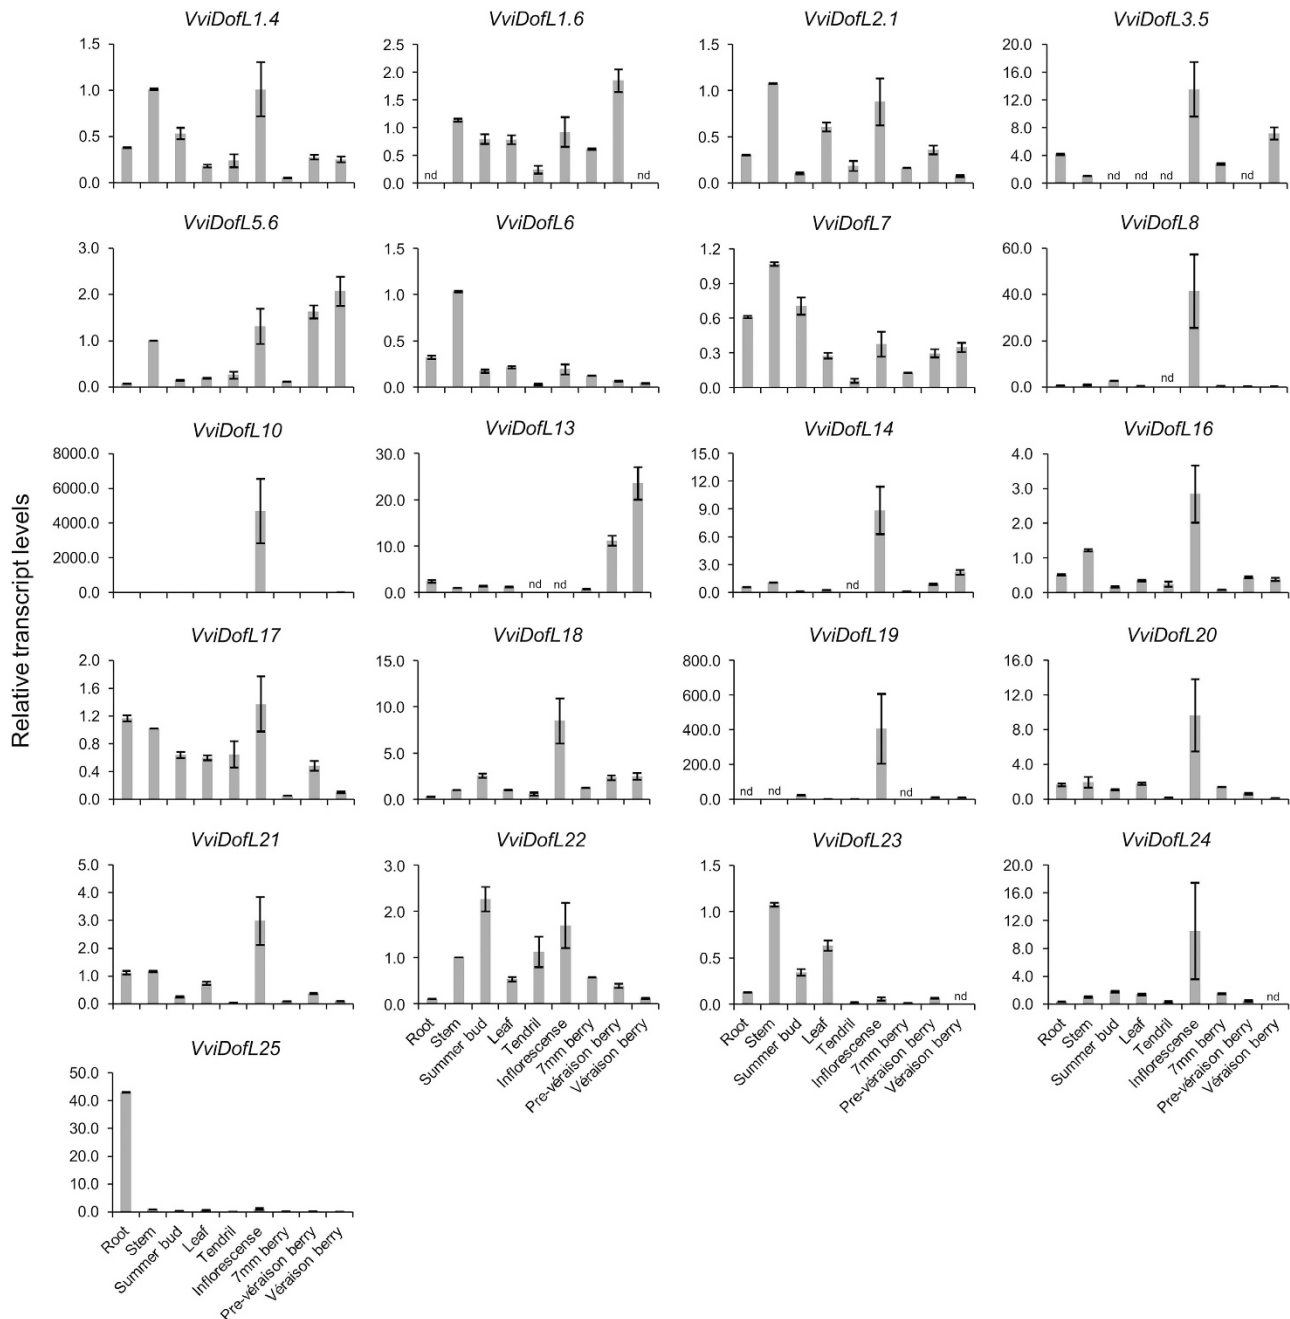 VviDofL1.4
1.5
1.0
0.5
0.0
VviDofL1.6
2.5
2.0
1.5
1.0
0.5
0.0
nd
nd
VviDofL2.1
1.5
1.0
0.5
0.0
VviDofL3.5
20.0
16.0
12.0
8.0
4.0
0.0
nd
nd
nd
nd
VviDofL5.6
3.0
2.0
1.0
0.0
VviDofL6
1.5
1.0
0.5
0.0
VviDofL7
1.2
0.9
0.6
0.3
0.0
VviDofL8
60.0
40.0
20.0
0.0
nd
Relative transcript levels
VviDofL10
8000.0
6000.0
4000.0
2000.0
0.0
VviDofL13
30.0
20.0
10.0
0.0
nd
nd
VviDofL14
15.0
12.0
9.0
6.0
3.0
0.0
nd
VviDofL16
4.0
3.0
2.0
1.0
0.0
VviDofL17
2.0
1.6
1.2
0.8
0.4
0.0
VviDofL18
15.0
10.0
5.0
0.0
VviDofL19
800.0
600.0
400.0
200.0
0.0
nd
nd
nd
VviDofL20
16.0
12.0
8.0
4.0
0.0
VviDofL21
5.0
4.0
3.0
2.0
1.0
0.0
VviDofL22
3.0
2.0
1.0
0.0
Root
Stem
Summer bud
Leaf
Tendril
Inflorescense
7mm berry
Pre-véraison berry
Véraison berry
VviDofL23
1.5
1.0
0.5
0.0
nd
Root
Stem
Summer bud
Leaf
Tendril
Inflorescense
7mm berry
Pre-véraison berry
Véraison berry
VviDofL24
20.0
16.0
12.0
8.0
4.0
0.0
nd
Root
Stem
Summer bud
Leaf
Tendril
Inflorescense
7mm berry
Pre-véraison berry
Véraison berry
VviDofL25
50.0
40.0
30.0
20.0
10.0
0.0
Root
Stem
Summer bud
Leaf
Tendril
Inflorescense
7mm berry
Pre-véraison berry
Véraison berry